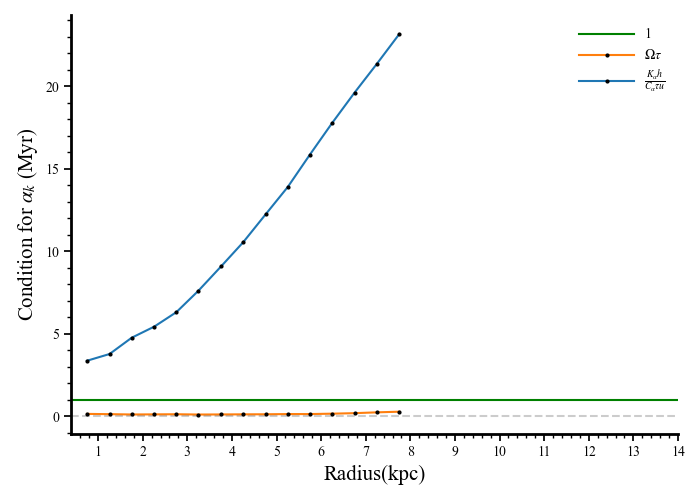 1
Ωτ
K_α h / C_α τ u
Condition for α_k (Myr)
20
15
10
5
0
1 2 3 4 5 6 7 8 9 10 11 12 13 14
Radius(kpc)